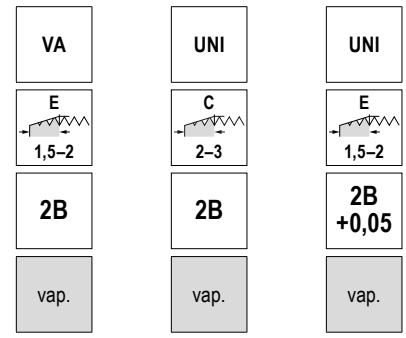 VA
UNI
UNI
E
1,5–2
C
2–3
E
1,5–2
2B
2B
2B
+0,05
vap.
vap.
vap.